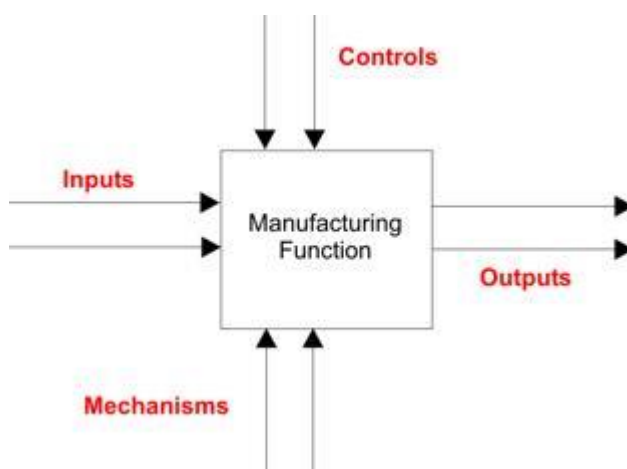 Controls
Inputs
Manufacturing
Function
Outputs
Mechanisms